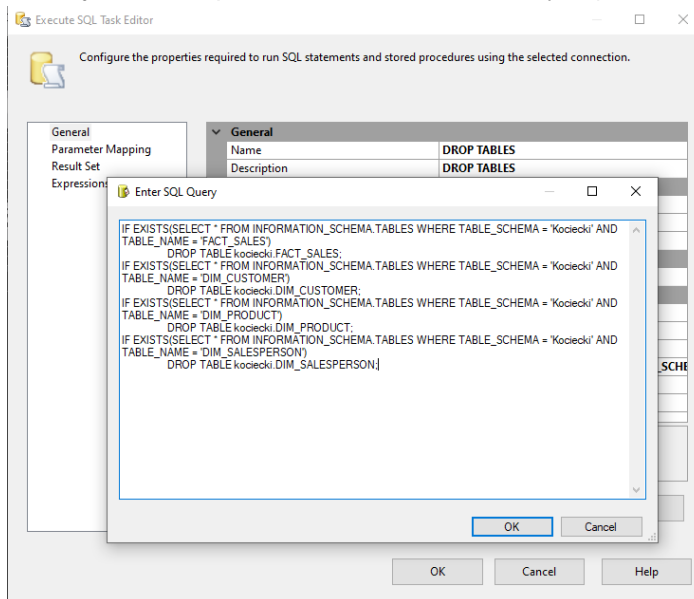 Execute SQL Task Editor
Configure the properties required to run SQL statements and stored procedures using the selected connection.
General
Parameter Mapping
Result Set
Expressions
General
Name DROP TABLES
Description DROP TABLES
Enter SQL Query
IF EXISTS(SELECT * FROM INFORMATION_SCHEMA.TABLES WHERE TABLE_SCHEMA = 'Kociecki' AND
TABLE_NAME = 'FACT_SALES')
DROP TABLE kociecki.FACT_SALES;
IF EXISTS(SELECT * FROM INFORMATION_SCHEMA.TABLES WHERE TABLE_SCHEMA = 'Kociecki' AND
TABLE_NAME = 'DIM_CUSTOMER')
DROP TABLE kociecki.DIM_CUSTOMER;
IF EXISTS(SELECT * FROM INFORMATION_SCHEMA.TABLES WHERE TABLE_SCHEMA = 'Kociecki' AND
TABLE_NAME = 'DIM_PRODUCT')
DROP TABLE kociecki.DIM_PRODUCT;
IF EXISTS(SELECT * FROM INFORMATION_SCHEMA.TABLES WHERE TABLE_SCHEMA = 'Kociecki' AND
TABLE_NAME = 'DIM_SALESPERSON')
DROP TABLE kociecki.DIM_SALESPERSON;
_SCHE
OK Cancel
OK Cancel Help